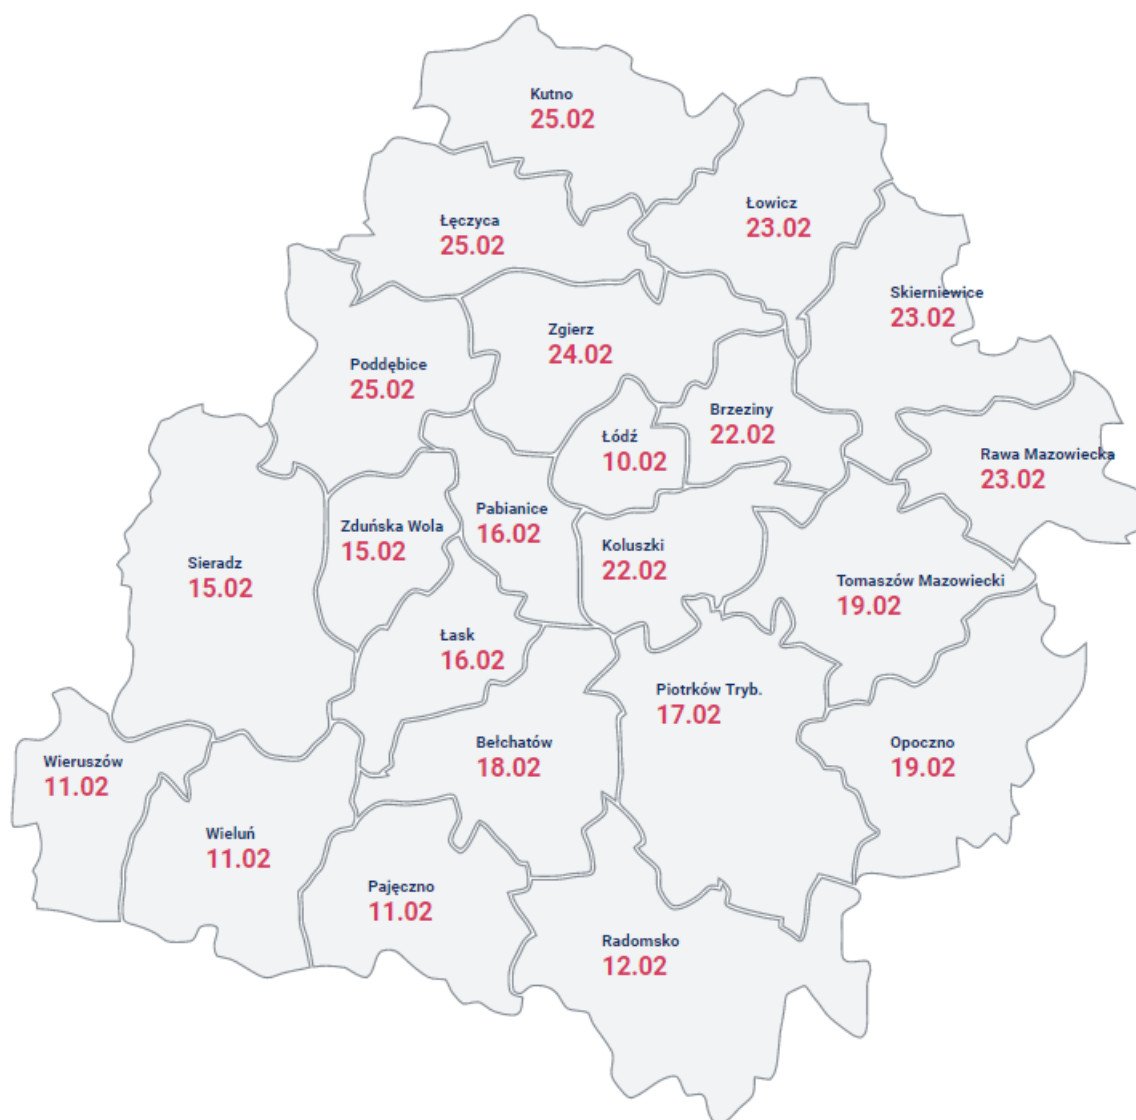 Kutno
25.02
Łowicz
23.02
Łęczyca
25.02
Skierniewice
23.02
Zgierz
24.02
Poddębice
25.02
Brzeziny
22.02
Łódź
10.02
Rawa Mazowiecka
23.02
Pabianice
16.02
Zduńska Wola
15.02
Koluszki
22.02
Sieradz
15.02
Tomaszów Mazowiecki
19.02
Łask
16.02
Piotrków Tryb.
17.02
Bełchatów
18.02
Opoczno
19.02
Wieruszów
11.02
Wieluń
11.02
Pajęczno
11.02
Radomsko
12.02